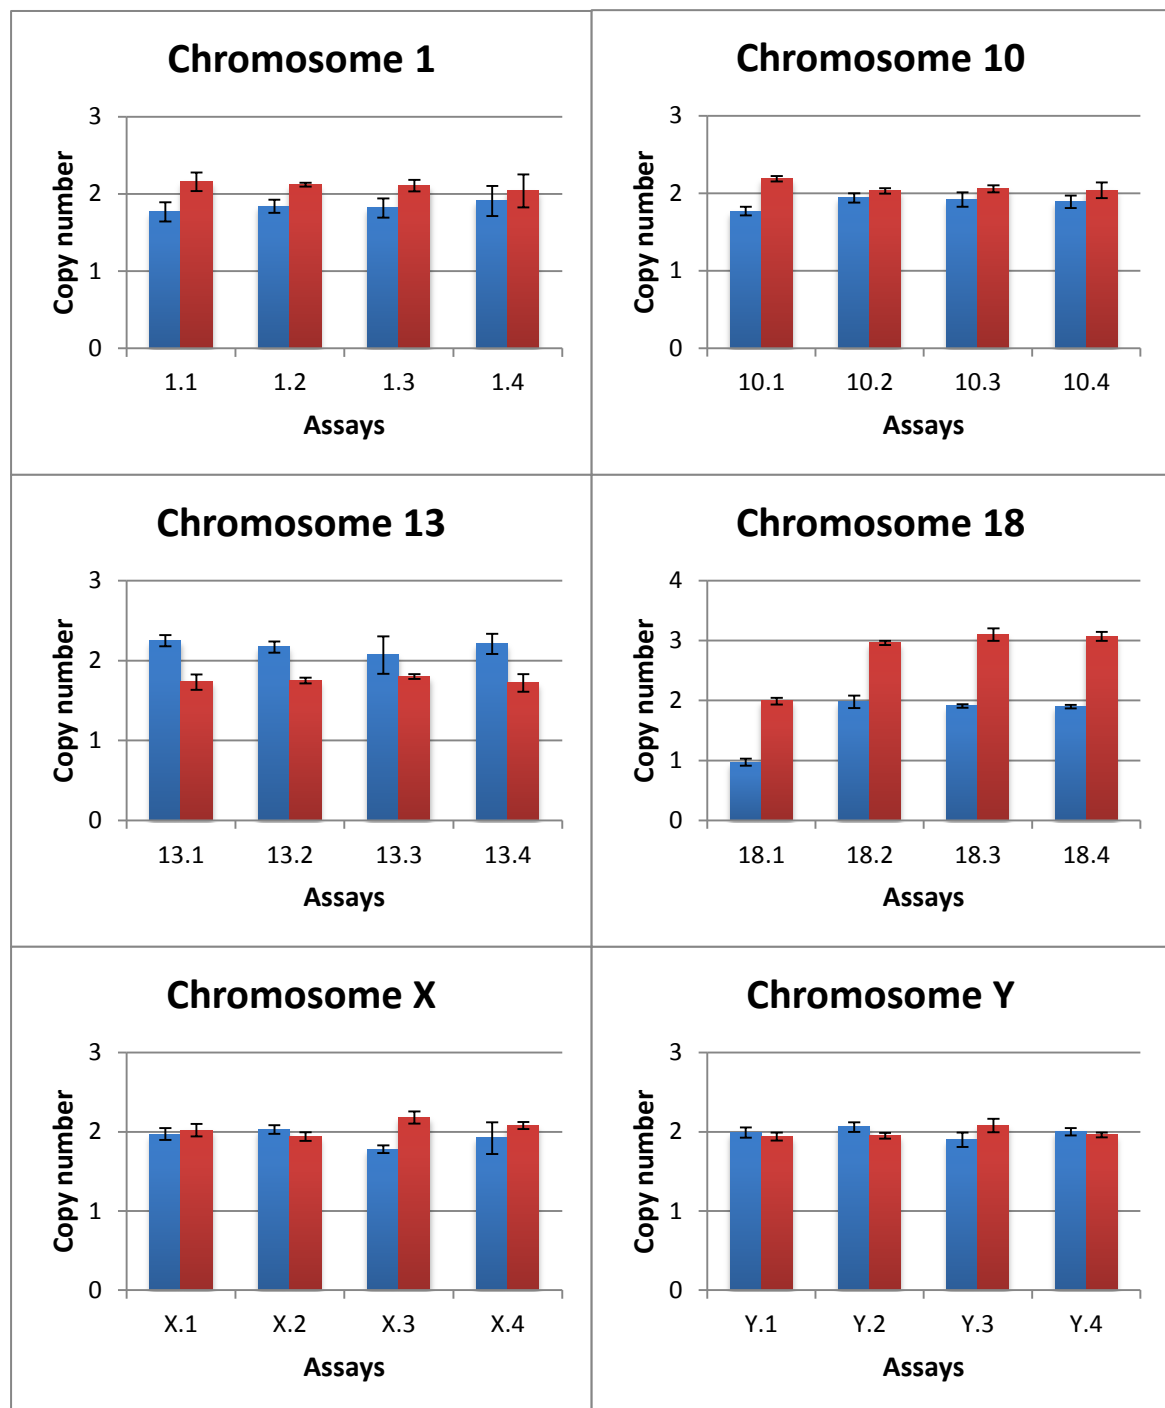 Chromosome 1
3
2
1
0
Copy number
1.1 1.2 1.3 1.4
Assays
Chromosome 10
3
2
1
0
Copy number
10.1 10.2 10.3 10.4
Assays
Chromosome 13
3
2
1
0
Copy number
13.1 13.2 13.3 13.4
Assays
Chromosome 18
4
3
2
1
0
Copy number
18.1 18.2 18.3 18.4
Assays
Chromosome X
3
2
1
0
Copy number
X.1 X.2 X.3 X.4
Assays
Chromosome Y
3
2
1
0
Copy number
Y.1 Y.2 Y.3 Y.4
Assays